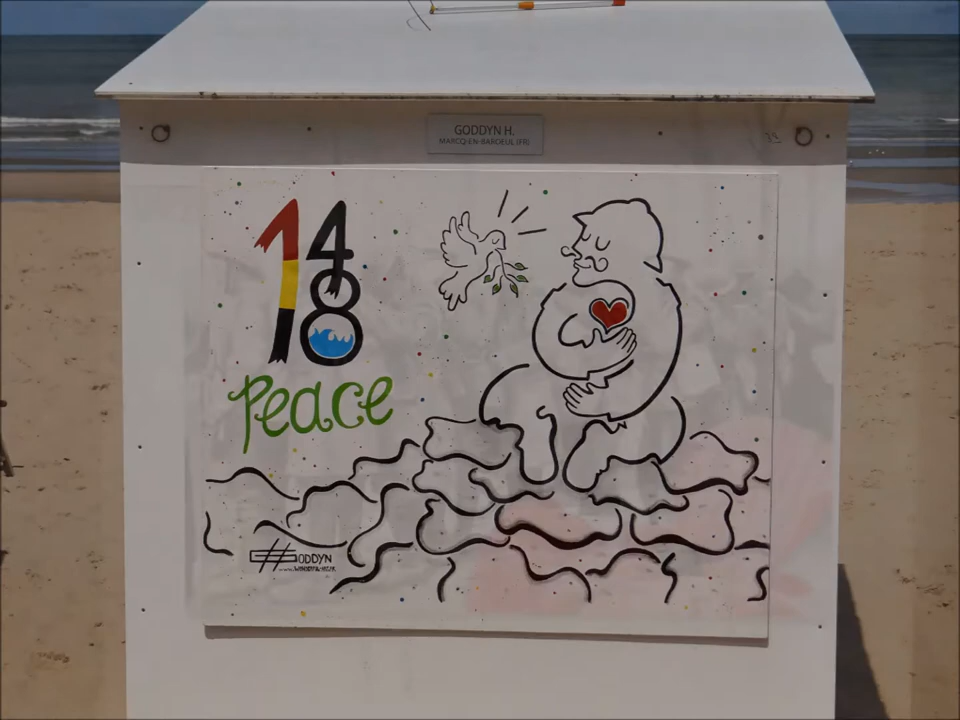 GODDYN H.
MARCQ-EN-BAROEUL (FR)
14
18
Peace
GODDYN